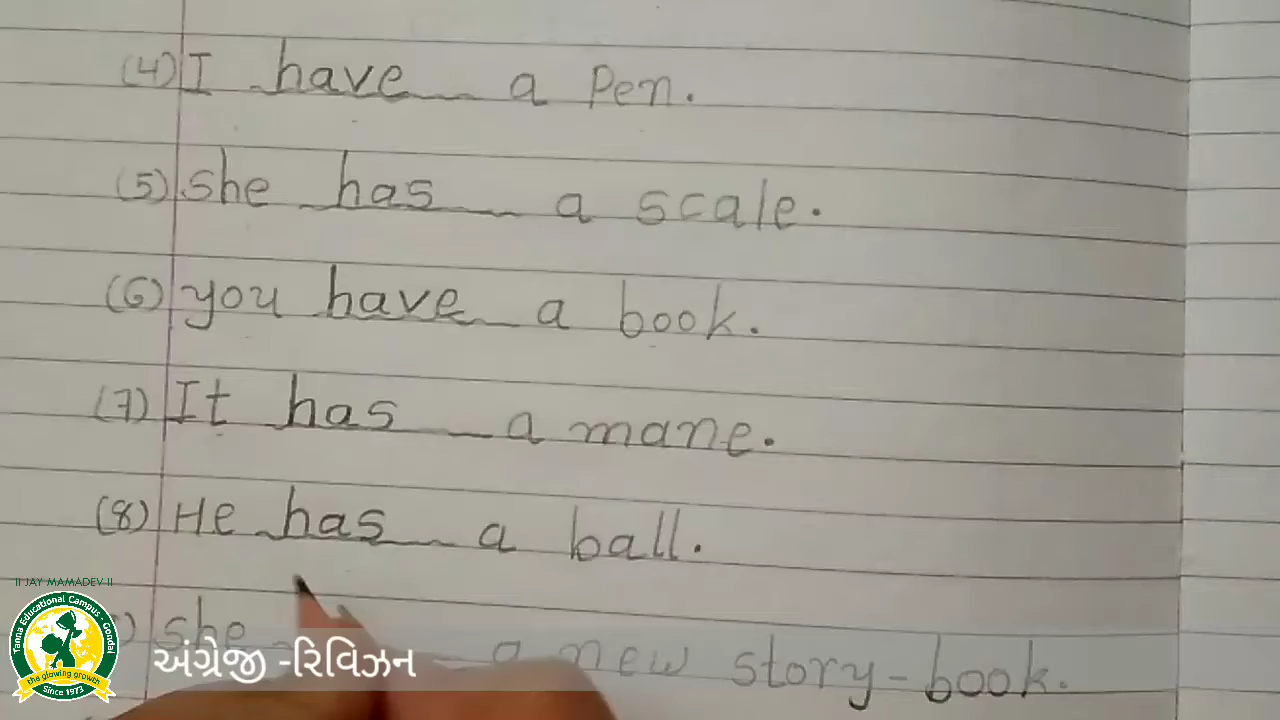 (4) I have a Pen.
(5) she has a scale.
(6) you have a book.
(7) It has a mane.
(8) He has a ball.
she a new story-book.
|| JAY MAMADEV ||
Tanna Educational Campus - Gondal
the glowing growth
Since 1973
અંગ્રેજી -રિવિઝન